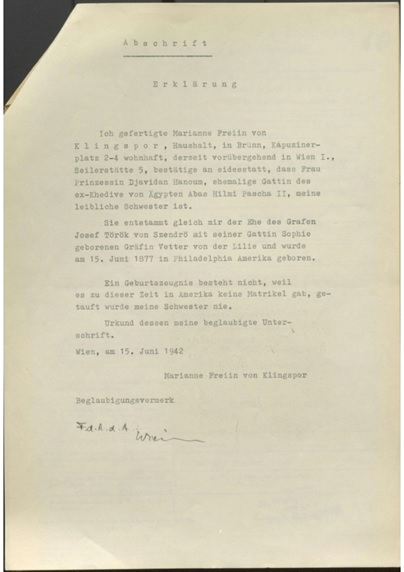 Abschrift
Erklärung
Ich gefertigte Marianne Freiin von
Klingspor, Haushalt, in Brünn, Kapuziner-
platz 2-4 wohnhaft, derzeit vorübergehend in Wien I.,
Seilerstätte 5, bestätige an eidesstatt, dass Frau
Prinzessin Djavidan Hanoum, ehemalige Gattin des
ex-Khedive von Ägypten Abas Hilmi Pascha II, meine
leibliche Schwester ist.
Sie entstammt gleich mir der Ehe des Grafen
Josef Török von Szendrö mit seiner Gattin Sophie
geborenen Gräfin Vetter von der Lilie und wurde
am 15. Juni 1877 in Philadelphia Amerika geboren.
Ein Geburtszeugnis besteht nicht, weil
es zu dieser Zeit in Amerika keine Matrikel gab, ge-
tauft wurde meine Schwester nie.
Urkund dessen meine beglaubigte Unter-
schrift.
Wien, am 15. Juni 1942
Marianne Freiin von Klingspor
Beglaubigungsvermerk
F.d.A.d.A.